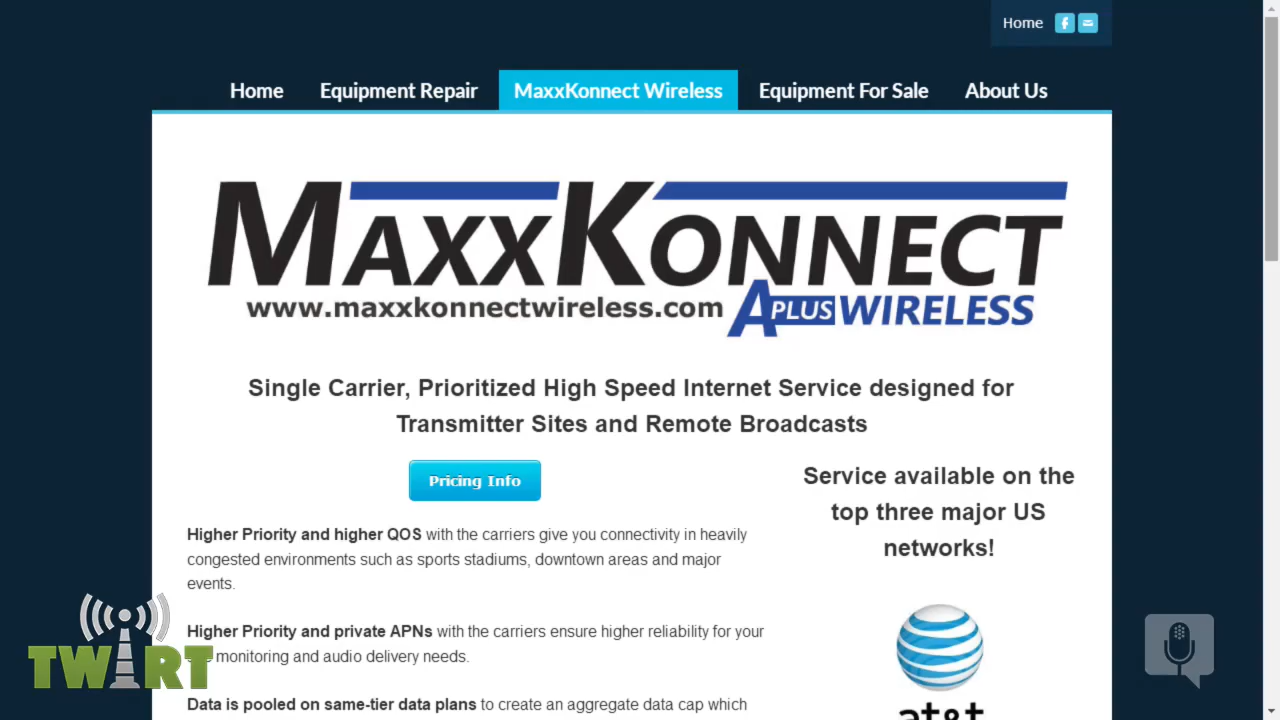 Home
Home Equipment Repair MaxxKonnect Wireless Equipment For Sale About Us
MAXXKONNECT
www.maxxkonnectwireless.com APLUS WIRELESS
Single Carrier, Prioritized High Speed Internet Service designed for
Transmitter Sites and Remote Broadcasts
Pricing Info
Higher Priority and higher QOS with the carriers give you connectivity in heavily
congested environments such as sports stadiums, downtown areas and major
events.
Higher Priority and private APNs with the carriers ensure higher reliability for your
monitoring and audio delivery needs.
Data is pooled on same-tier data plans to create an aggregate data cap which
Service available on the
top three major US
networks!
at&t
TWiRT